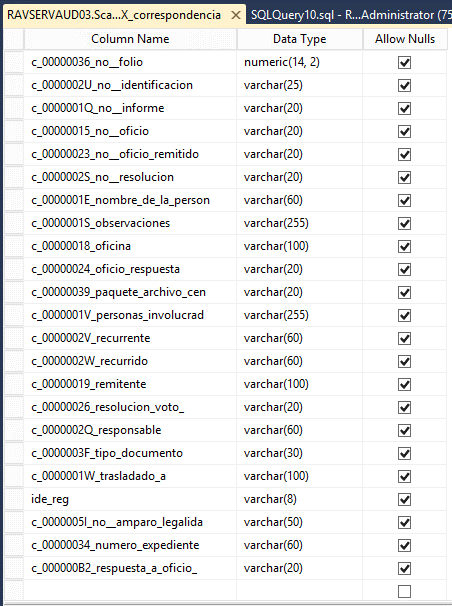 RAVSERVAUD03.Sca...X_correspondencia SQLQuery10.sql - R...Administrator (75
Column Name Data Type Allow Nulls
c_00000036_no__folio numeric(14, 2)
c_0000002U_no__identificacion varchar(25)
c_0000001Q_no__informe varchar(20)
c_00000015_no__oficio varchar(20)
c_00000023_no__oficio_remitido varchar(20)
c_0000002S_no__resolucion varchar(20)
c_0000001E_nombre_de_la_person varchar(60)
c_0000001S_observaciones varchar(255)
c_00000018_oficina varchar(100)
c_00000024_oficio_respuesta varchar(20)
c_00000039_paquete_archivo_cen varchar(20)
c_0000001V_personas_involucrad varchar(255)
c_0000002V_recurrente varchar(60)
c_0000002W_recurrido varchar(60)
c_00000019_remitente varchar(100)
c_00000026_resolucion_voto_ varchar(20)
c_0000002Q_responsable varchar(60)
c_0000003F_tipo_documento varchar(30)
c_0000001W_trasladado_a varchar(100)
ide_reg varchar(8)
c_0000005I_no__amparo_legalida varchar(50)
c_00000034_numero_expediente varchar(60)
c_000000B2_respuesta_a_oficio_ varchar(20)